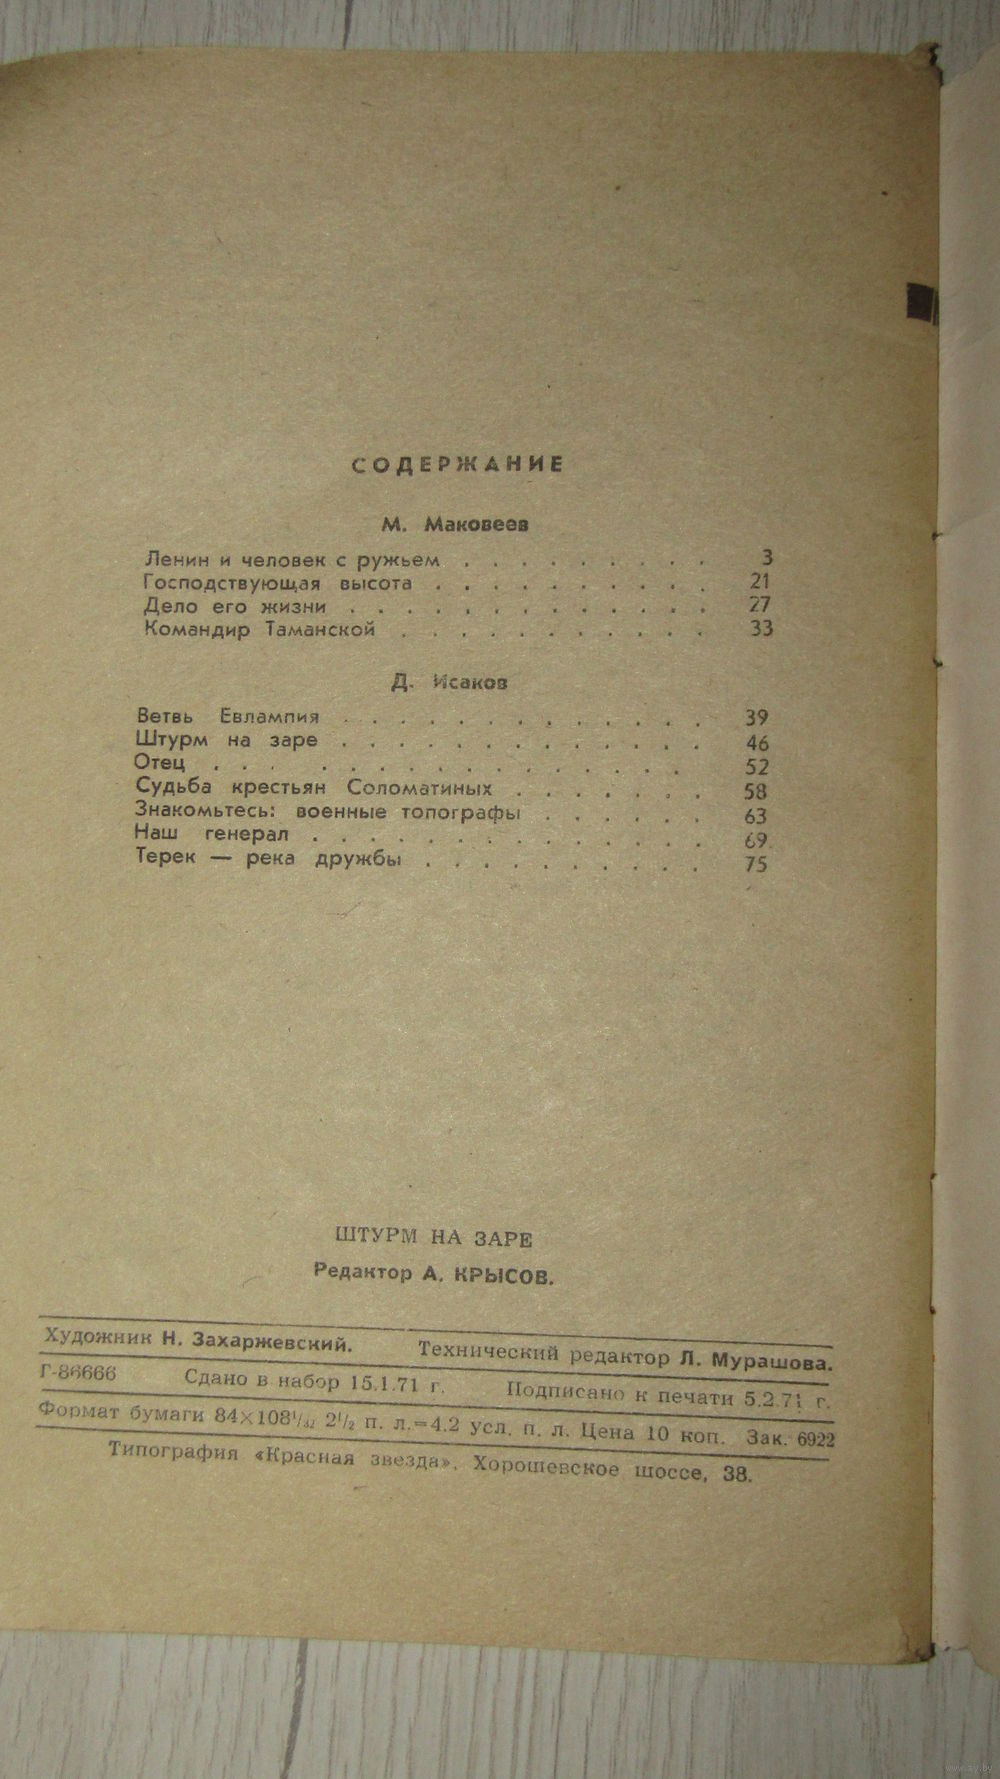 СОДЕРЖАНИЕ
М. Маковеев
Ленин и человек с ружьем . . . . . . . . . 3
Господствующая высота . . . . . . . . . . 21
Дело его жизни . . . . . . . . . . . . . 27
Командир Таманской . . . . . . . . . . . 33
Д. Исаков
Ветвь Евлампия . . . . . . . . . . . . . 39
Штурм на заре . . . . . . . . . . . . . 46
Отец . . . . . . . . . . . . . . . . 52
Судьба крестьян Соломатиных . . . . . . . 58
Знакомьтесь: военные топографы . . . . . . 63
Наш генерал . . . . . . . . . . . . . . 69
Терек — река дружбы . . . . . . . . . . 75
ШТУРМ НА ЗАРЕ
Редактор А. КРЫСОВ.
Художник Н. Захаржевский. Технический редактор Л. Мурашова.
Г-86666 Сдано в набор 15.1.71 г. Подписано к печати 5.2.71 г.
Формат бумаги 84×108¹/₃₂ 2¹/₂ п. л.=4.2 усл. п. л. Цена 10 коп. Зак. 6922
Типография «Красная звезда». Хорошевское шоссе, 38.
www.ay.by